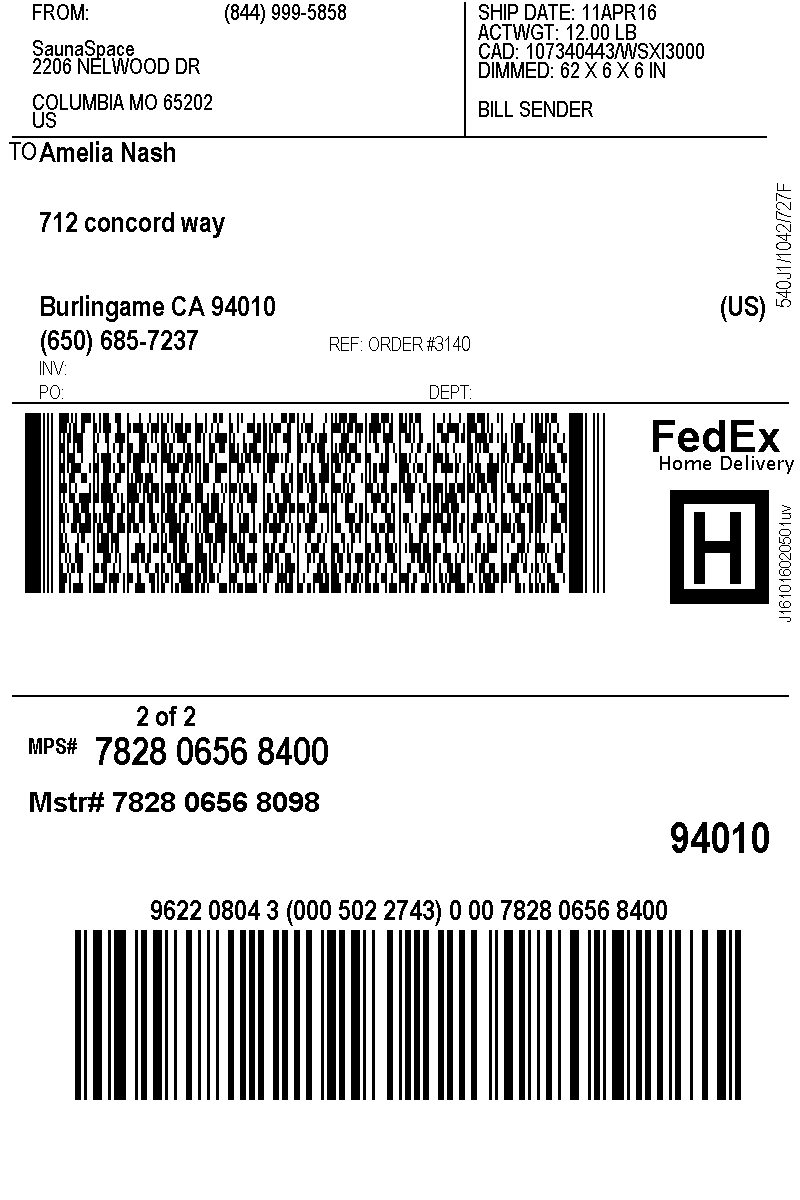 FROM: (844) 999-5858
SaunaSpace
2206 NELWOOD DR
COLUMBIA MO 65202
US
SHIP DATE: 11APR16
ACTWGT: 12.00 LB
CAD: 107340443/WSXI3000
DIMMED: 62 X 6 X 6 IN
BILL SENDER
TO Amelia Nash
712 concord way
Burlingame CA 94010 (US)
(650) 685-7237 REF: ORDER #3140
INV:
PO: DEPT:
540J1/1042/727F
FedEx
Home Delivery
H
J161016020501uv
2 of 2
MPS# 7828 0656 8400
Mstr# 7828 0656 8098
94010
9622 0804 3 (000 502 2743) 0 00 7828 0656 8400